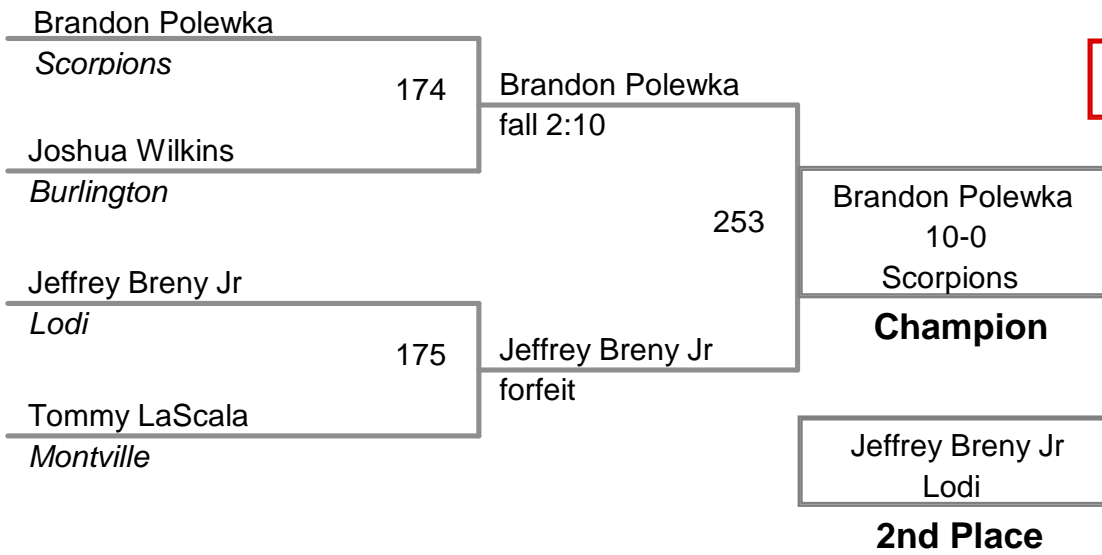 Brandon Polewka
Scorpions
174
Brandon Polewka
fall 2:10
Joshua Wilkins
Burlington
253
Brandon Polewka
10-0
Scorpions
Champion
Jeffrey Breny Jr
Lodi
175
Jeffrey Breny Jr
forfeit
Tommy LaScala
Montville
Jeffrey Breny Jr
Lodi
2nd Place